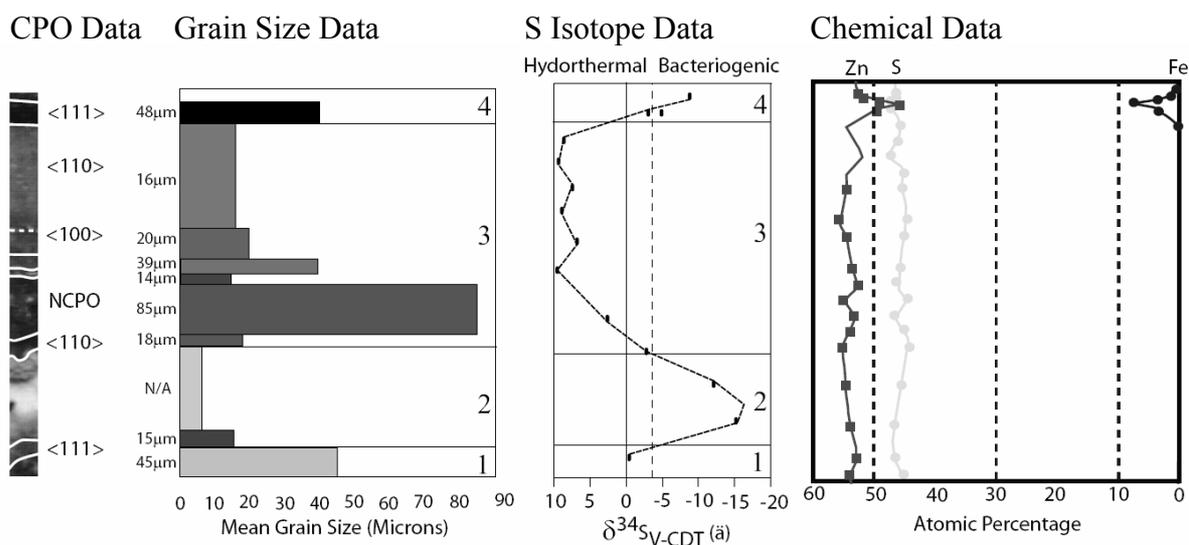 CPO Data Grain Size Data S Isotope Data Chemical Data
Hydorthermal Bacteriogenic
Zn S Fe
<111> 48μm 4 4
<110>
16μm
<100> 3 3
20μm
39μm
14μm
NCPO
85μm
<110> 18μm
N/A 2 2
15μm
<111>
45μm 1 1
0 10 20 30 40 50 60 70 80 90
Mean Grain Size (Microns)
10 5 0 -5 -10 -15 -20
δ34SV-CDT (ä)
60 50 40 30 20 10 0
Atomic Percentage